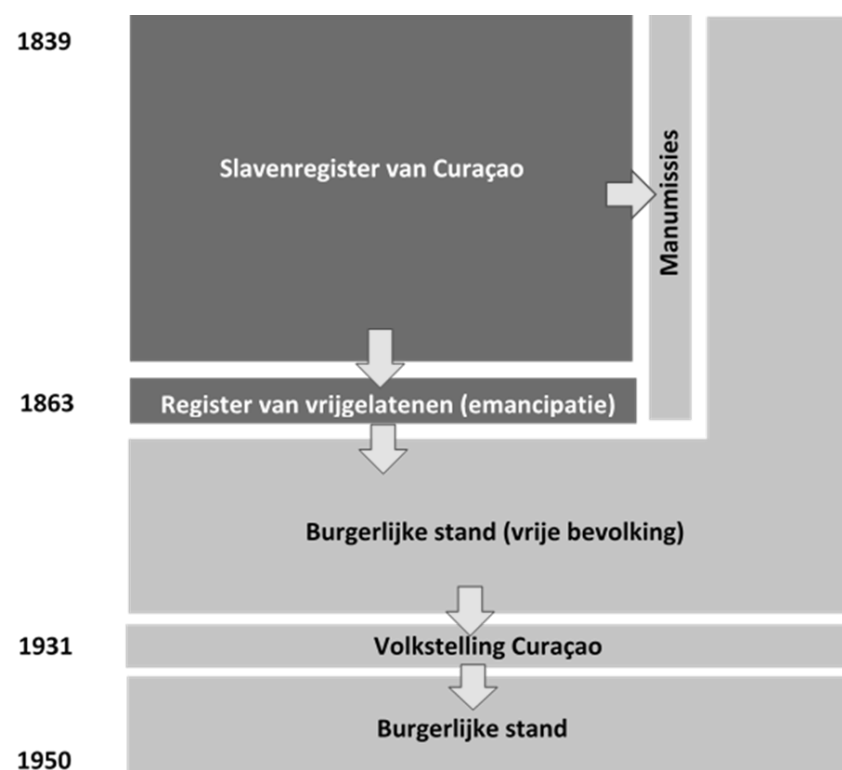 1839
Slavenregister van Curaçao
Manumissies
1863
Register van vrijgelatenen (emancipatie)
Burgerlijke stand (vrije bevolking)
1931
Volkstelling Curaçao
Burgerlijke stand
1950